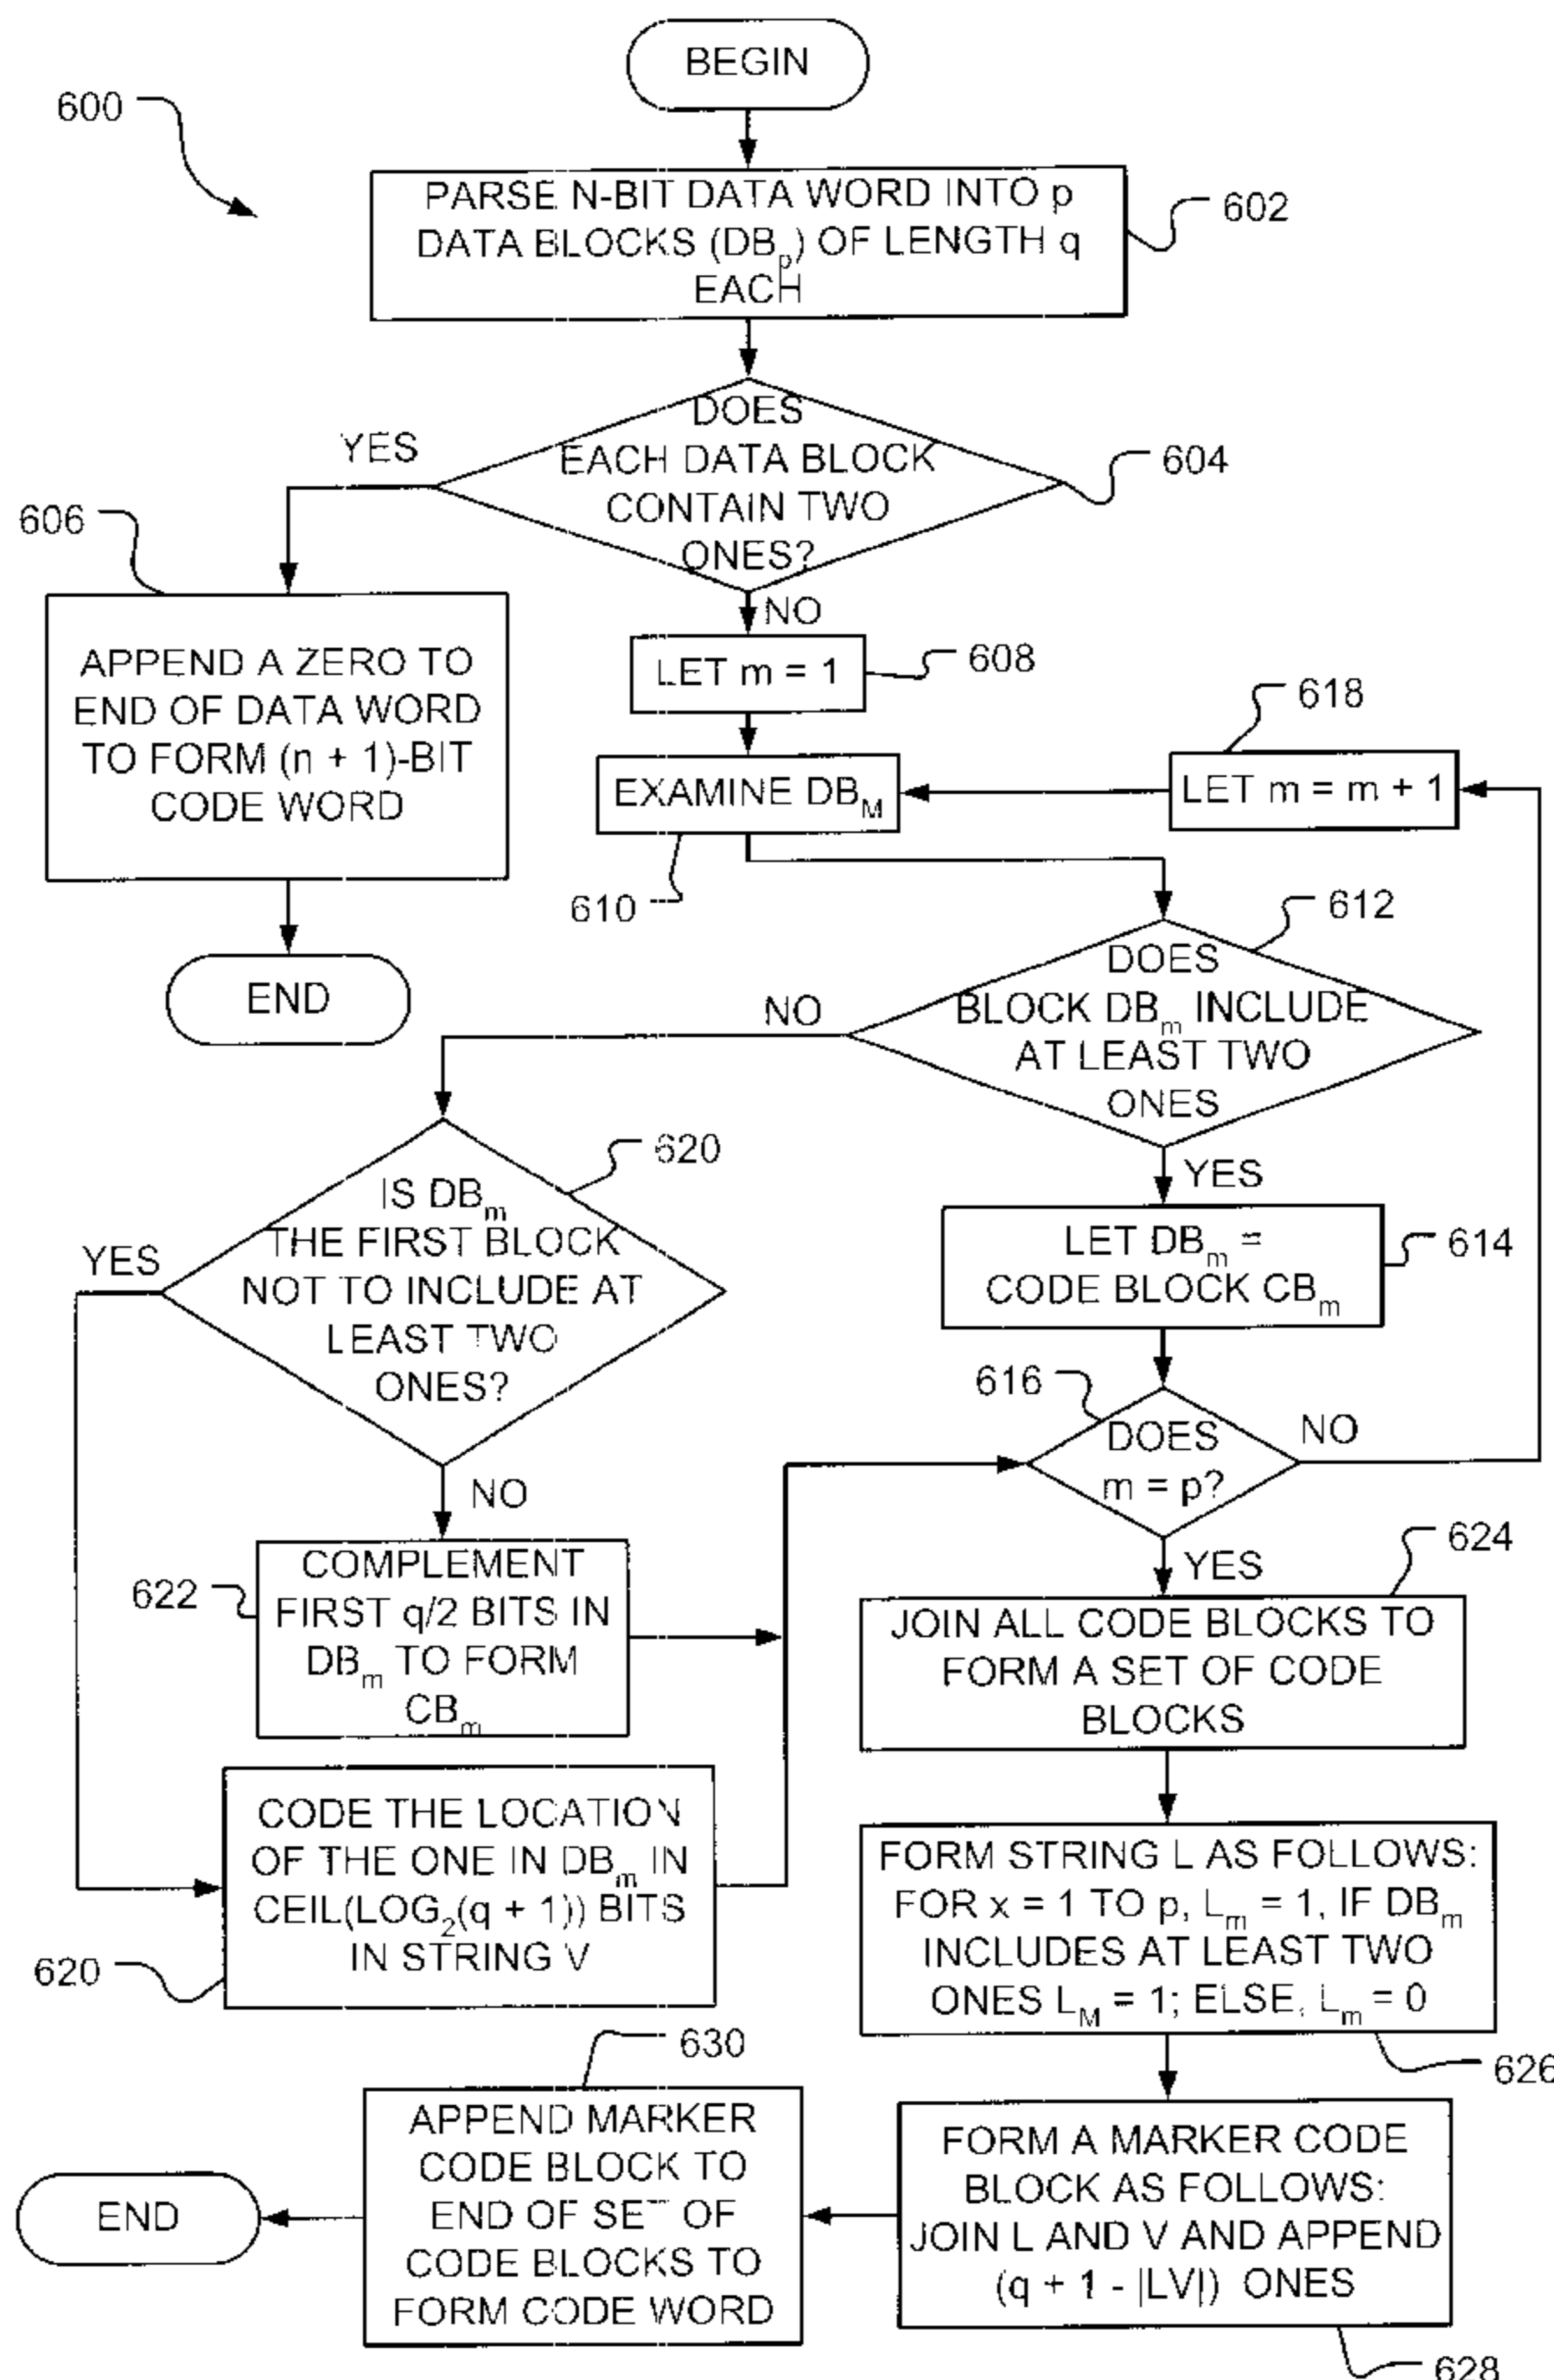 BEGIN
600
PARSE N-BIT DATA WORD INTO p
DATA BLOCKS (DBp) OF LENGTH q
EACH
602
DOES
EACH DATA BLOCK
CONTAIN TWO
ONES?
604
YES
606
NO
APPEND A ZERO TO
END OF DATA WORD
TO FORM (n + 1)-BIT
CODE WORD
LET m = 1
608
618
EXAMINE DBM
LET m = m + 1
610
END
612
DOES
BLOCK DBm INCLUDE
AT LEAST TWO
ONES
NO
YES
620
IS DBm
THE FIRST BLOCK
NOT TO INCLUDE AT
LEAST TWO
ONES?
YES
LET DBm =
CODE BLOCK CBm
614
616
DOES
m = p?
NO
NO
YES
624
COMPLEMENT
FIRST q/2 BITS IN
DBm TO FORM
CBm
622
JOIN ALL CODE BLOCKS TO
FORM A SET OF CODE
BLOCKS
CODE THE LOCATION
OF THE ONE IN DBm IN
CEIL(LOG2(q + 1)) BITS
IN STRING V
620
FORM STRING L AS FOLLOWS:
FOR x = 1 TO p, Lm = 1, IF DBm
INCLUDES AT LEAST TWO
ONES LM = 1; ELSE, Lm = 0
626
630
APPEND MARKER
CODE BLOCK TO
END OF SET OF
CODE BLOCKS TO
FORM CODE WORD
FORM A MARKER CODE
BLOCK AS FOLLOWS:
JOIN L AND V AND APPEND
(q + 1 - |LV|) ONES
628
END